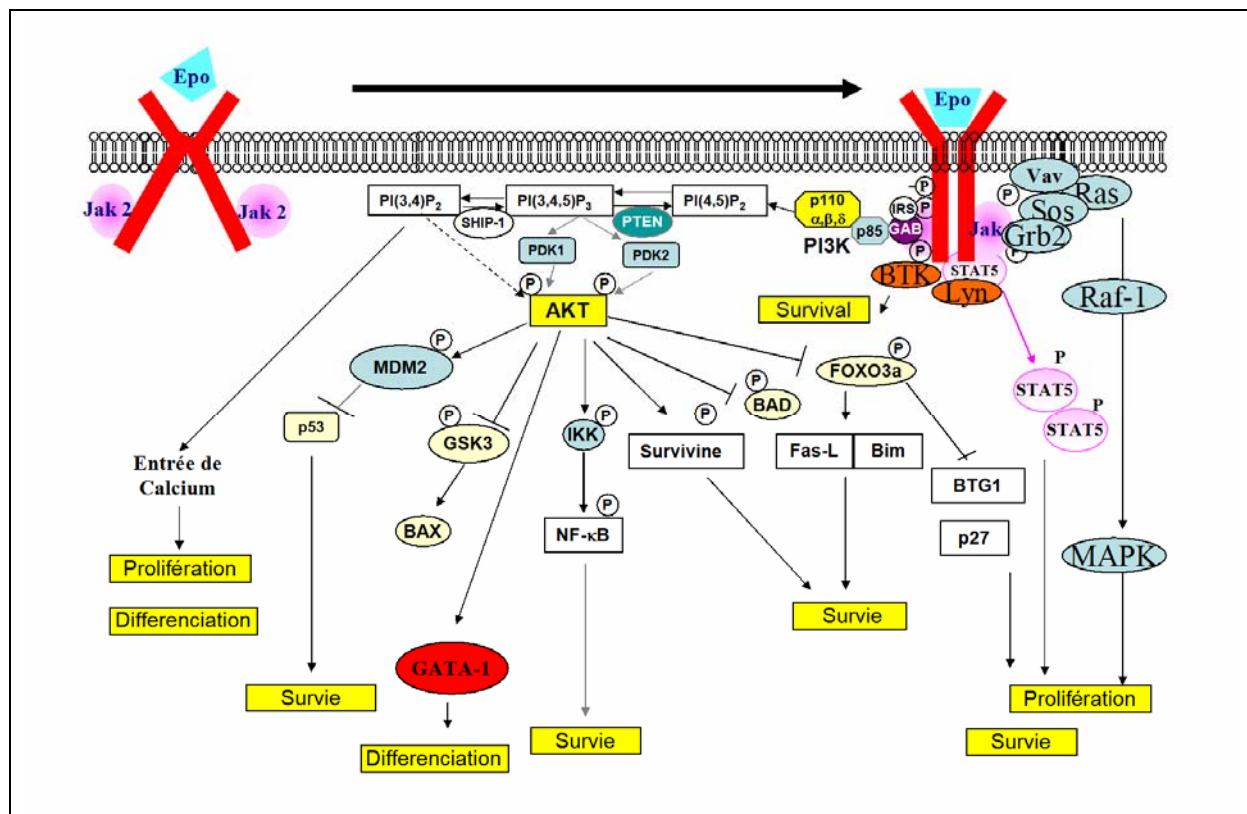 Epo
Epo
Jak 2
Jak 2
PI(3,4)P2
PI(3,4,5)P3
PI(4,5)P2
SHIP-1
PTEN
p110
α,β,δ
PI3K
p85
IRS
GAB
P
P
P
Jak
P
P
Vav
Ras
Sos
Grb2
PDK1
PDK2
BTK
STAT5
Lyn
P
P
AKT
Survival
Raf-1
P
MDM2
P
FOXO3a
P
STAT5
P
STAT5
P
BAD
p53
P
GSK3
P
IKK
P
Survivine
Fas-L
Bim
Entrée de
Calcium
BTG1
BAX
P
NF-κB
p27
MAPK
Prolifération
Differenciation
Survie
GATA-1
Survie
Prolifération
Survie
Differenciation
Survie